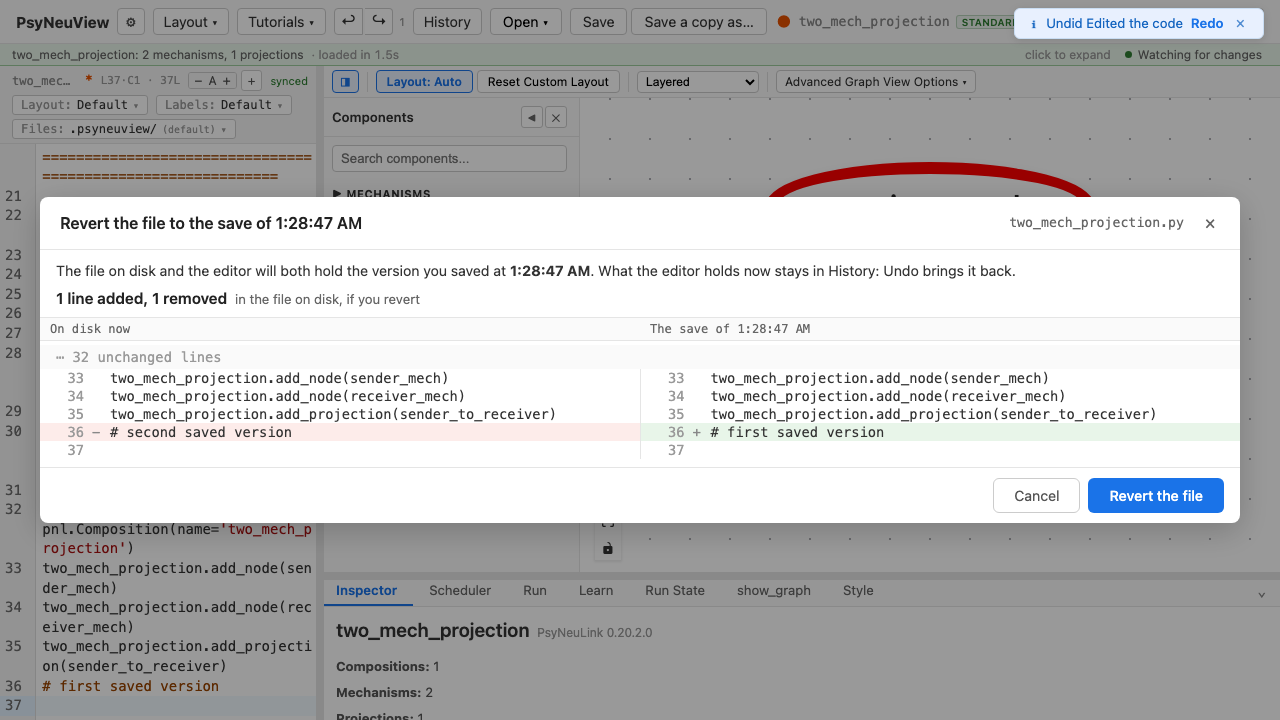 PsyNeuView ⚙ Layout ▾ Tutorials ▾ ↩ ↪ 1 History Open ▾ Save Save a copy as... two_mech_projection STANDARD
i Undid Edited the code Redo ×
two_mech_projection: 2 mechanisms, 1 projections · loaded in 1.5s click to expand Watching for changes
two_mec... * L37·C1 · 37L − A + + synced
Layout: Auto Reset Custom Layout Layered Advanced Graph View Options ▾
Layout: Default ▾ Labels: Default ▾
Files: .psyneuview/ (default) ▾
Components ◀ ×
Search components...
▶ MECHANISMS
================================
============================
21
22
23
24
25
26
27
28
29
30
31
32
Revert the file to the save of 1:28:47 AM two_mech_projection.py ×
The file on disk and the editor will both hold the version you saved at 1:28:47 AM. What the editor holds now stays in History: Undo brings it back.
1 line added, 1 removed in the file on disk, if you revert
On disk now The save of 1:28:47 AM
⋯ 32 unchanged lines
33 two_mech_projection.add_node(sender_mech) 33 two_mech_projection.add_node(sender_mech)
34 two_mech_projection.add_node(receiver_mech) 34 two_mech_projection.add_node(receiver_mech)
35 two_mech_projection.add_projection(sender_to_receiver) 35 two_mech_projection.add_projection(sender_to_receiver)
36 − # second saved version 36 + # first saved version
37 37
Cancel Revert the file
pnl.Composition(name='two_mech_p
rojection')
33 two_mech_projection.add_node(sen
der_mech)
34 two_mech_projection.add_node(rec
eiver_mech)
35 two_mech_projection.add_projecti
on(sender_to_receiver)
36 # first saved version
37
Inspector Scheduler Run Learn Run State show_graph Style
two_mech_projection PsyNeuLink 0.20.2.0
Compositions: 1
Mechanisms: 2
Projections: 1